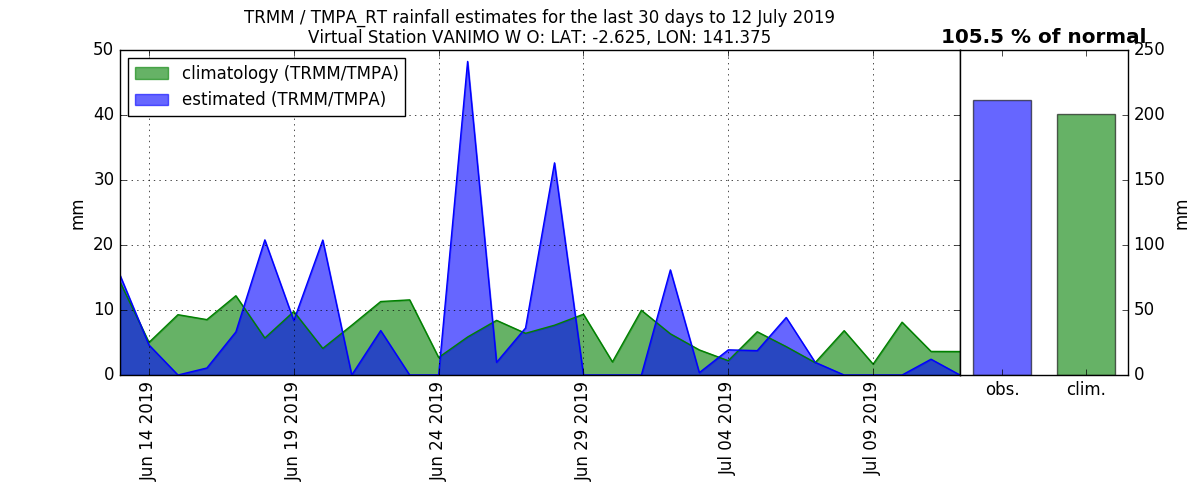 TRMM / TMPA_RT rainfall estimates for the last 30 days to 12 July 2019
Virtual Station VANIMO W O: LAT: -2.625, LON: 141.375
105.5 % of normal
climatology (TRMM/TMPA)
estimated (TRMM/TMPA)
50
40
30
20
10
0
mm
250
200
150
100
50
0
mm
Jun 14 2019
Jun 19 2019
Jun 24 2019
Jun 29 2019
Jul 04 2019
Jul 09 2019
obs.
clim.